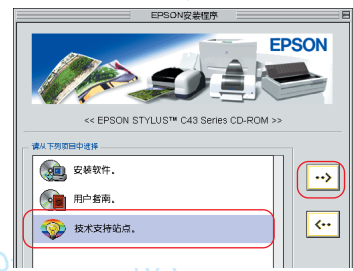 EPSON安装程序
EPSON
<< EPSON STYLUS™ C43 Series CD-ROM >>
请从下列项目中选择
安装软件.
用户指南.
技术支持站点.
-->
<--